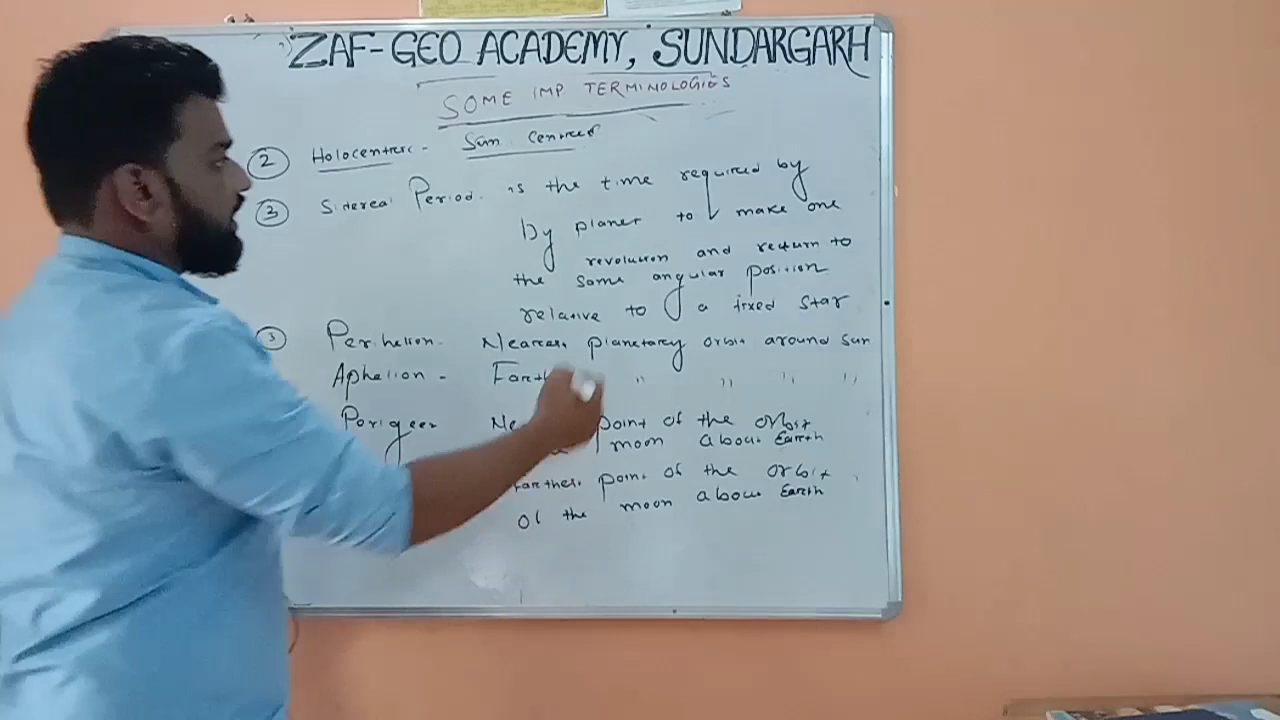 ZAF-GEO ACADEMY, SUNDARGARH
SOME IMP TERMINOLOGIES
② Holocentric - Sun Centred
③ Sidereal Period. is the time required by
by planet to make one
revolution and return to
the same angular position
relative to a fixed star
Perihelion. Nearest planetary orbit around sun
Aphelion - " " " "
Perigee point of the orbit
moon about Earth
Farthest point of the orbit
of the moon about Earth